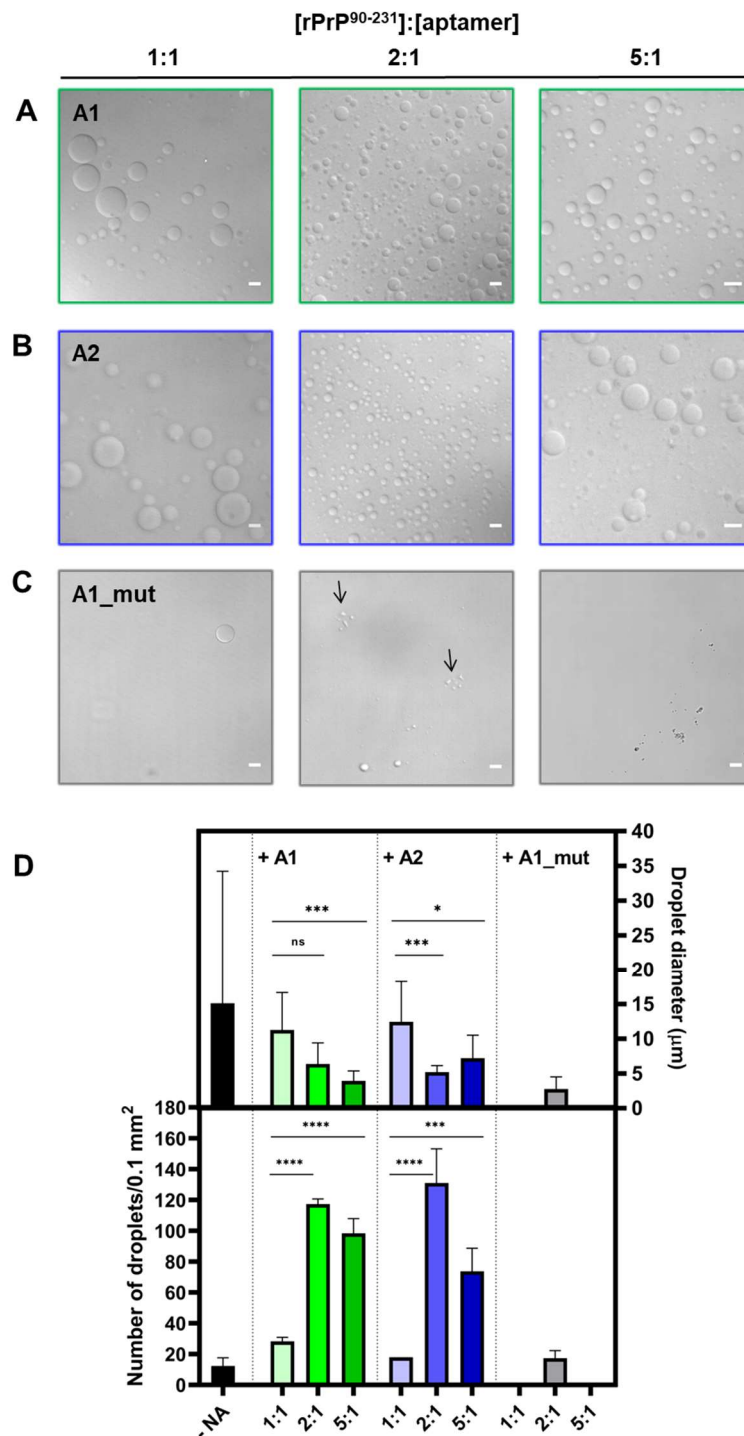 [rPrP90-231]:[aptamer]
1:1 2:1 5:1
A A1
B A2
C A1_mut
D
+ A1 + A2 + A1_mut
*** *
ns ***
40
35
30
25
20
15
10
5
0
Droplet diameter (μm)
180
160
140
120
100
80
60
40
20
0
Number of droplets/0.1 mm²
**** ***
**** ****
- NA 1:1 2:1 5:1 1:1 2:1 5:1 1:1 2:1 5:1